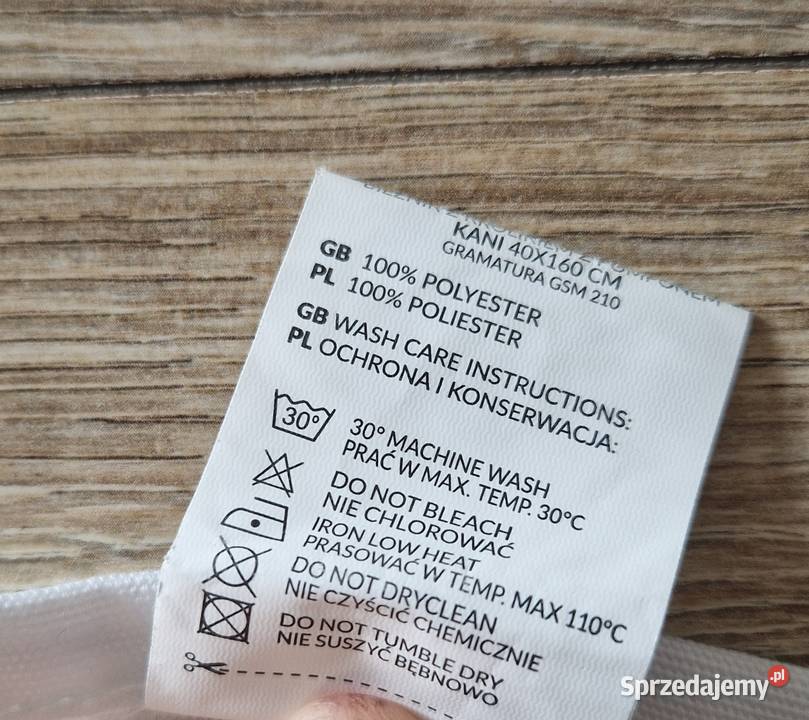 KANI 40X160 CM
GRAMATURA GSM 210
GB 100% POLYESTER
PL 100% POLIESTER
GB WASH CARE INSTRUCTIONS:
PL OCHRONA I KONSERWACJA:
30°
30° MACHINE WASH
PRAĆ W MAX. TEMP. 30°C
DO NOT BLEACH
NIE CHLOROWAĆ
IRON LOW HEAT
PRASOWAĆ W TEMP. MAX 110°C
DO NOT DRYCLEAN
NIE CZYŚCIĆ CHEMICZNIE
DO NOT TUMBLE DRY
NIE SUSZYĆ BĘBNOWO
Sprzedajemy.pl